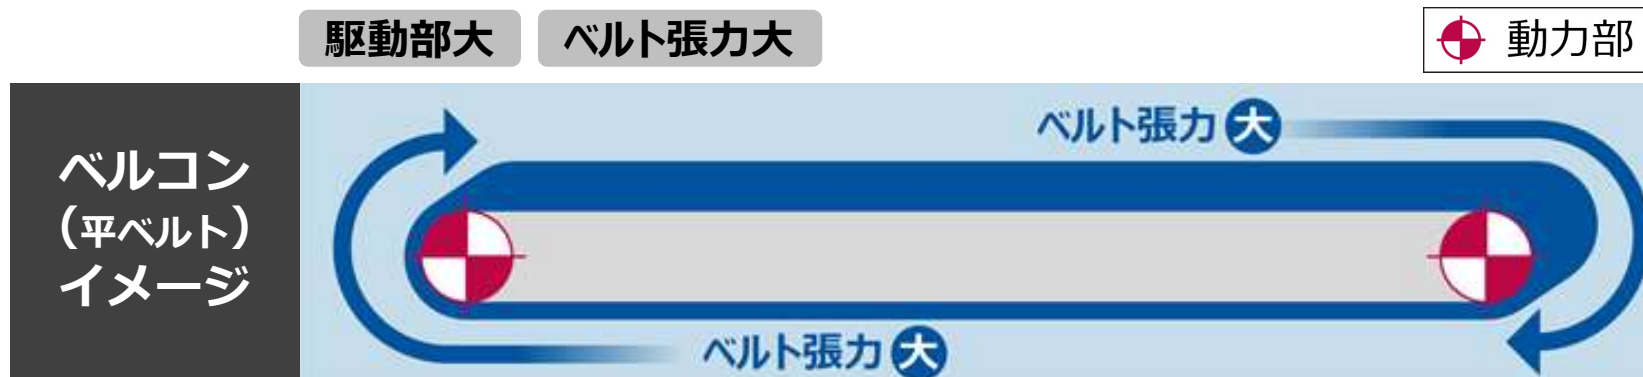 駆動部大
ベルト張力大
動力部
ベルコン
（平ベルト）
イメージ
ベルト張力大
ベルト張力大